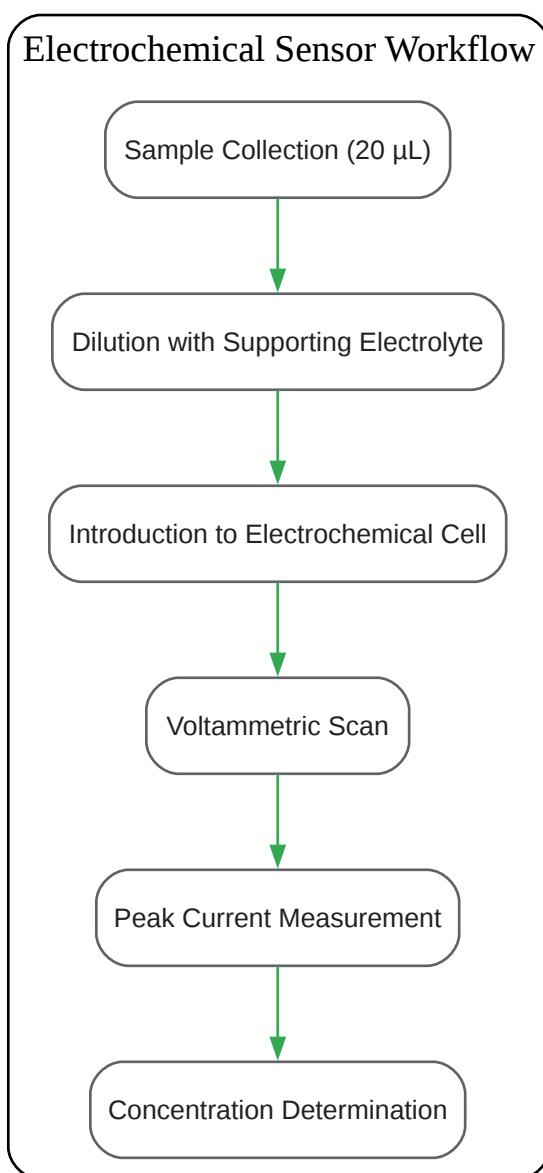 Electrochemical Sensor Workflow
Sample Collection (20 µL)
Dilution with Supporting Electrolyte
Introduction to Electrochemical Cell
Voltammetric Scan
Peak Current Measurement
Concentration Determination